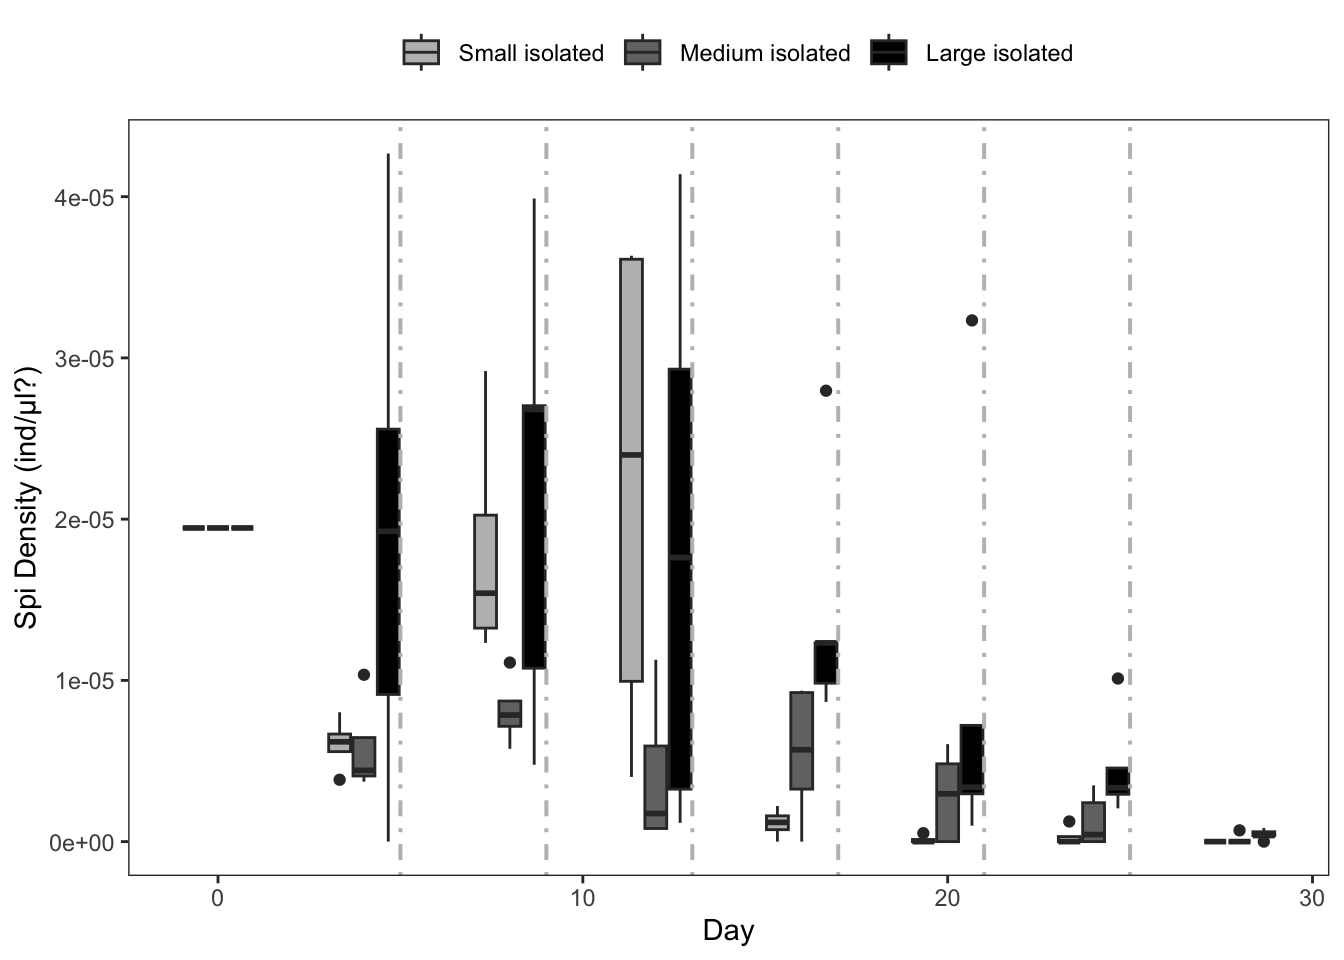 Small isolated Medium isolated Large isolated
4e-05
3e-05
2e-05
1e-05
0e+00
Spi Density (ind/µl?)
0 10 20 30
Day